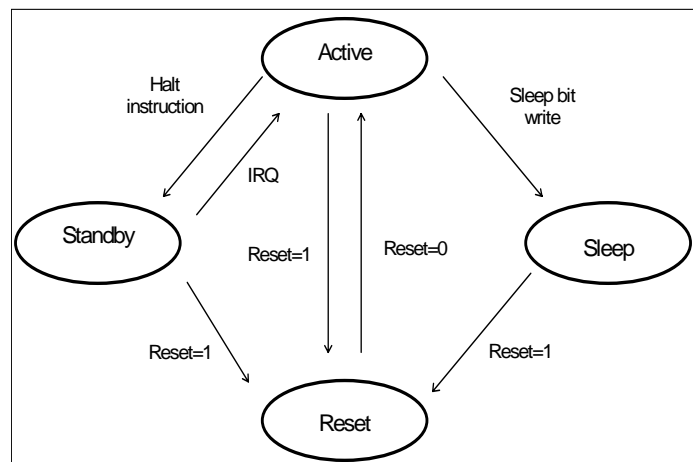 Active
Halt
instruction
Sleep bit
write
IRQ
Standby
Reset=1
Reset=0
Sleep
Reset=1
Reset=1
Reset